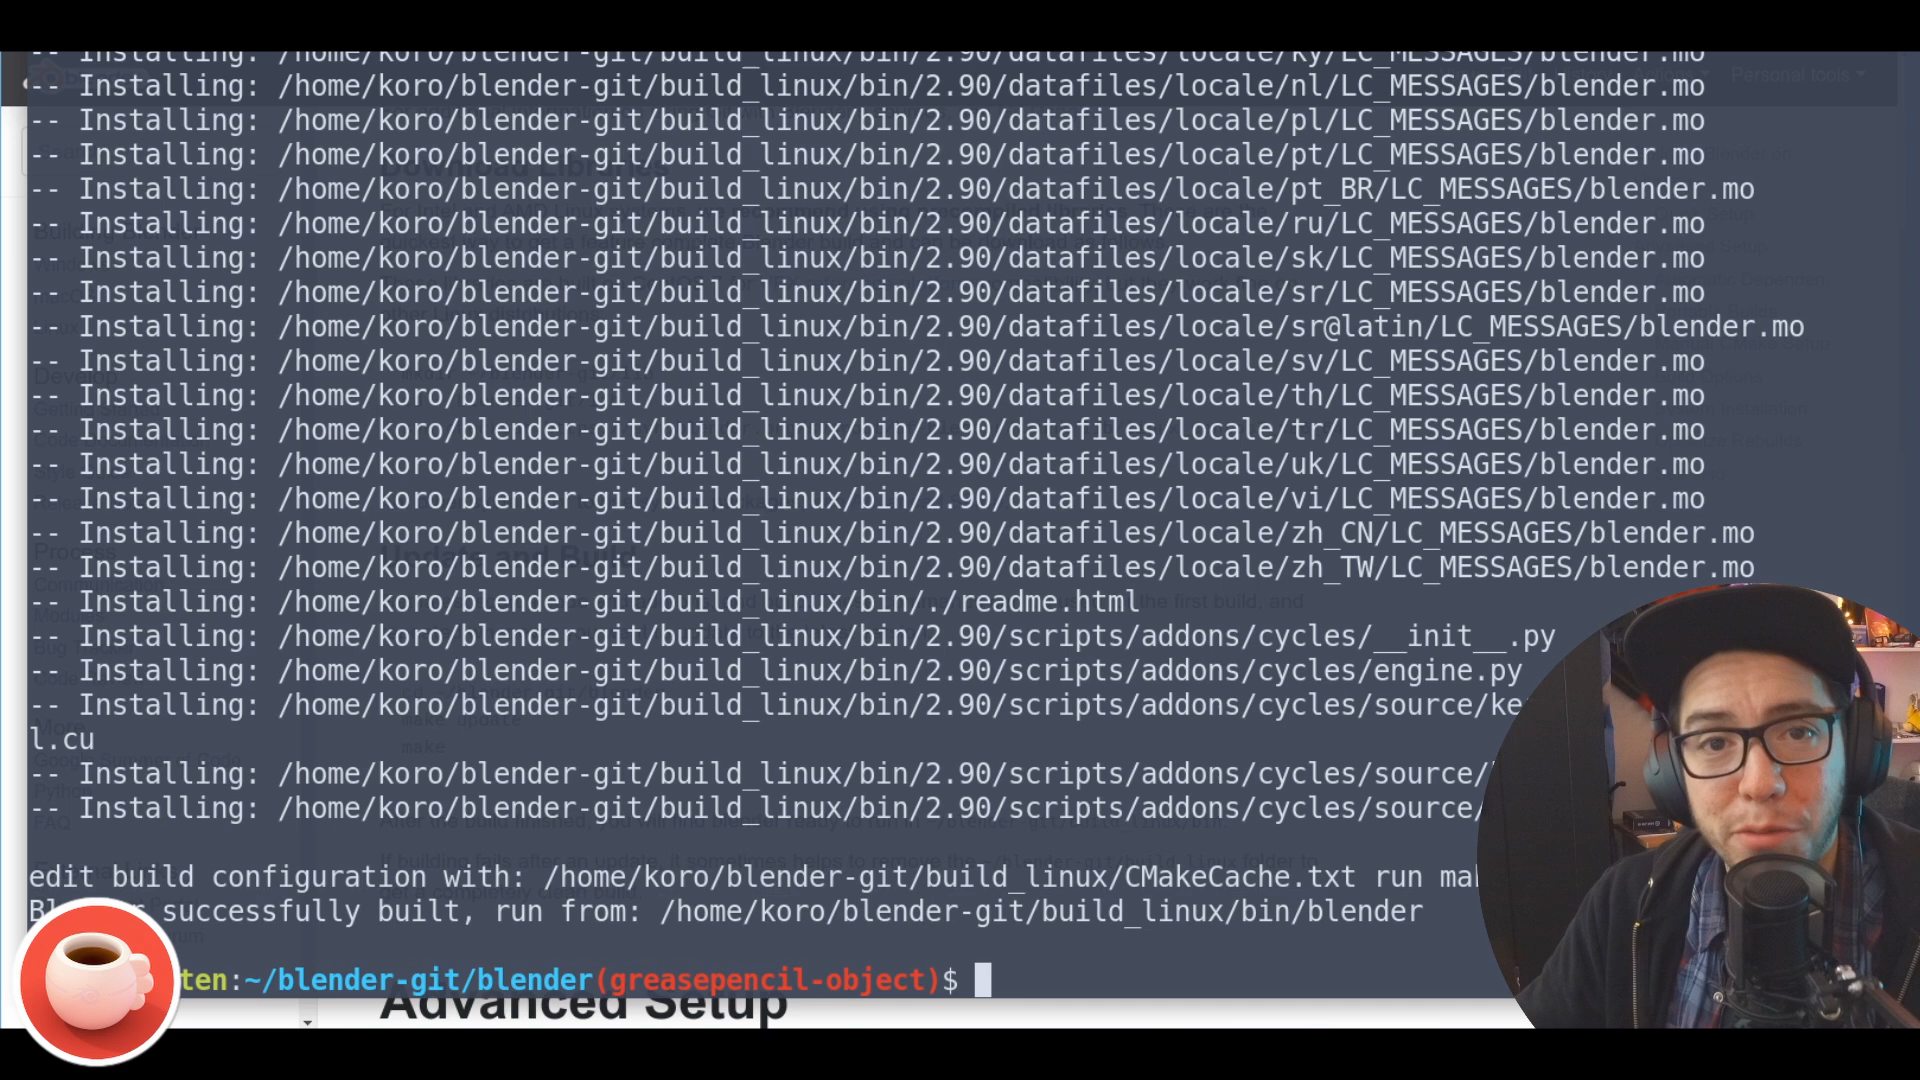 -- Installing: /home/koro/blender-git/build_linux/bin/2.90/datafiles/locale/ky/LC_MESSAGES/blender.mo
-- Installing: /home/koro/blender-git/build_linux/bin/2.90/datafiles/locale/nl/LC_MESSAGES/blender.mo
-- Installing: /home/koro/blender-git/build_linux/bin/2.90/datafiles/locale/pl/LC_MESSAGES/blender.mo
-- Installing: /home/koro/blender-git/build_linux/bin/2.90/datafiles/locale/pt/LC_MESSAGES/blender.mo
-- Installing: /home/koro/blender-git/build_linux/bin/2.90/datafiles/locale/pt_BR/LC_MESSAGES/blender.mo
-- Installing: /home/koro/blender-git/build_linux/bin/2.90/datafiles/locale/ru/LC_MESSAGES/blender.mo
-- Installing: /home/koro/blender-git/build_linux/bin/2.90/datafiles/locale/sk/LC_MESSAGES/blender.mo
-- Installing: /home/koro/blender-git/build_linux/bin/2.90/datafiles/locale/sr/LC_MESSAGES/blender.mo
-- Installing: /home/koro/blender-git/build_linux/bin/2.90/datafiles/locale/sr@latin/LC_MESSAGES/blender.mo
-- Installing: /home/koro/blender-git/build_linux/bin/2.90/datafiles/locale/sv/LC_MESSAGES/blender.mo
-- Installing: /home/koro/blender-git/build_linux/bin/2.90/datafiles/locale/th/LC_MESSAGES/blender.mo
-- Installing: /home/koro/blender-git/build_linux/bin/2.90/datafiles/locale/tr/LC_MESSAGES/blender.mo
-- Installing: /home/koro/blender-git/build_linux/bin/2.90/datafiles/locale/uk/LC_MESSAGES/blender.mo
-- Installing: /home/koro/blender-git/build_linux/bin/2.90/datafiles/locale/vi/LC_MESSAGES/blender.mo
-- Installing: /home/koro/blender-git/build_linux/bin/2.90/datafiles/locale/zh_CN/LC_MESSAGES/blender.mo
-- Installing: /home/koro/blender-git/build_linux/bin/2.90/datafiles/locale/zh_TW/LC_MESSAGES/blender.mo
-- Installing: /home/koro/blender-git/build_linux/bin/./readme.html
-- Installing: /home/koro/blender-git/build_linux/bin/2.90/scripts/addons/cycles/__init__.py
-- Installing: /home/koro/blender-git/build_linux/bin/2.90/scripts/addons/cycles/engine.py
-- Installing: /home/koro/blender-git/build_linux/bin/2.90/scripts/addons/cycles/source/ke
l.cu
-- Installing: /home/koro/blender-git/build_linux/bin/2.90/scripts/addons/cycles/source/
-- Installing: /home/koro/blender-git/build_linux/bin/2.90/scripts/addons/cycles/source/
edit build configuration with: /home/koro/blender-git/build_linux/CMakeCache.txt run
successfully built, run from: /home/koro/blender-git/build_linux/bin/blender
ten:~/blender-git/blender(greasepencil-object)$
Advanced Setup